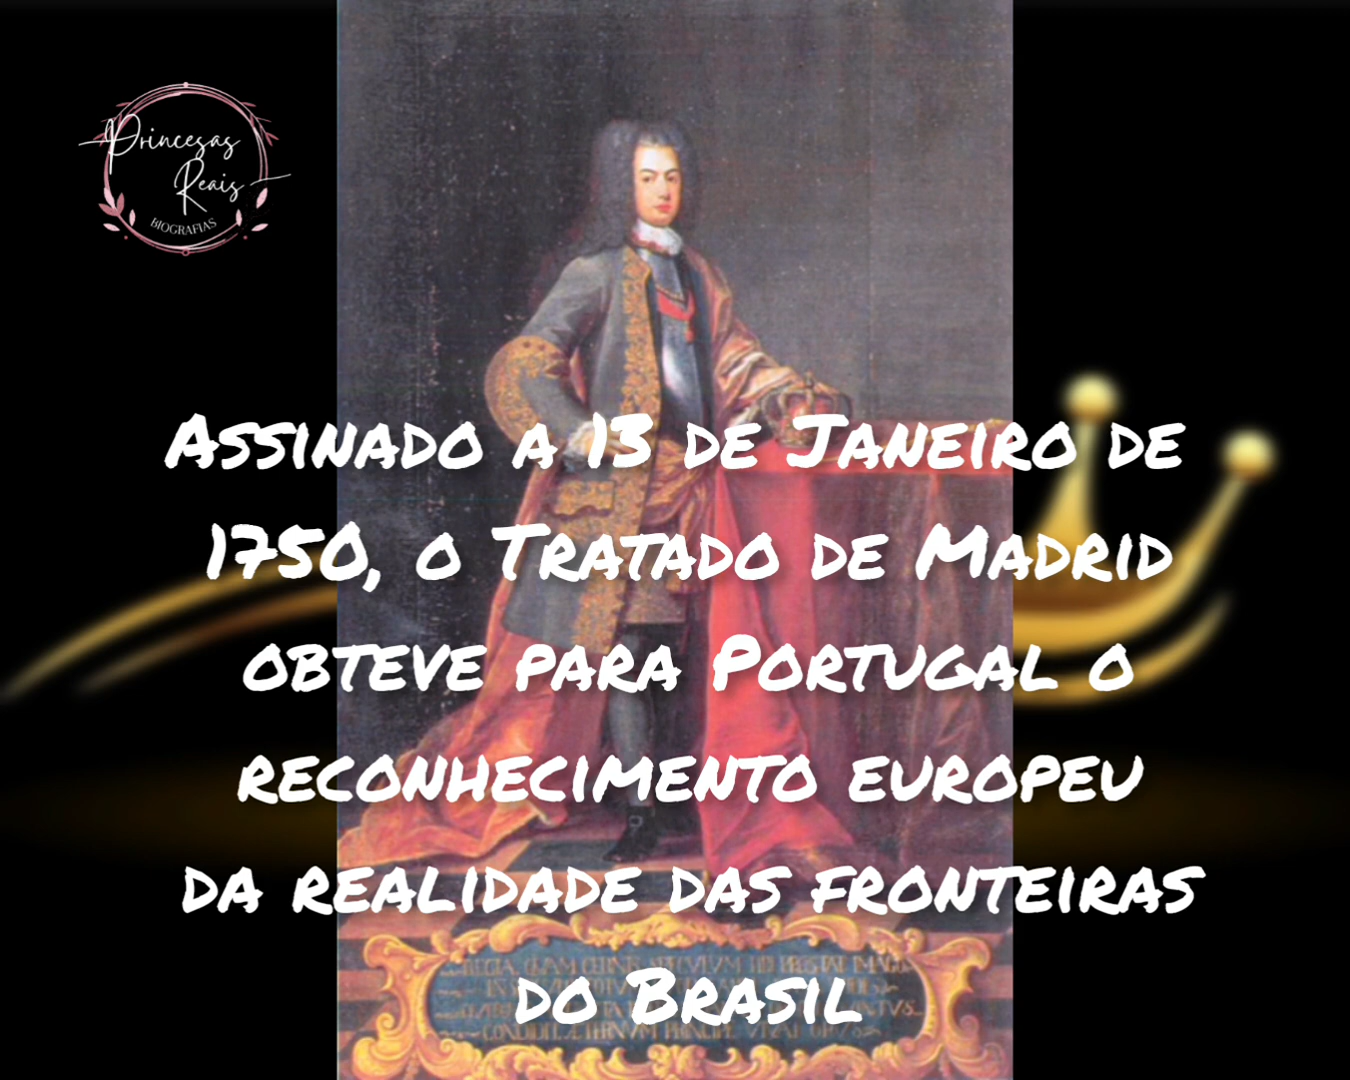 Princesas
Reais
BIOGRAFIAS
Assinado a 13 de Janeiro de
1750, o Tratado de Madrid
obteve para Portugal o
reconhecimento europeu
da realidade das fronteiras
do Brasil